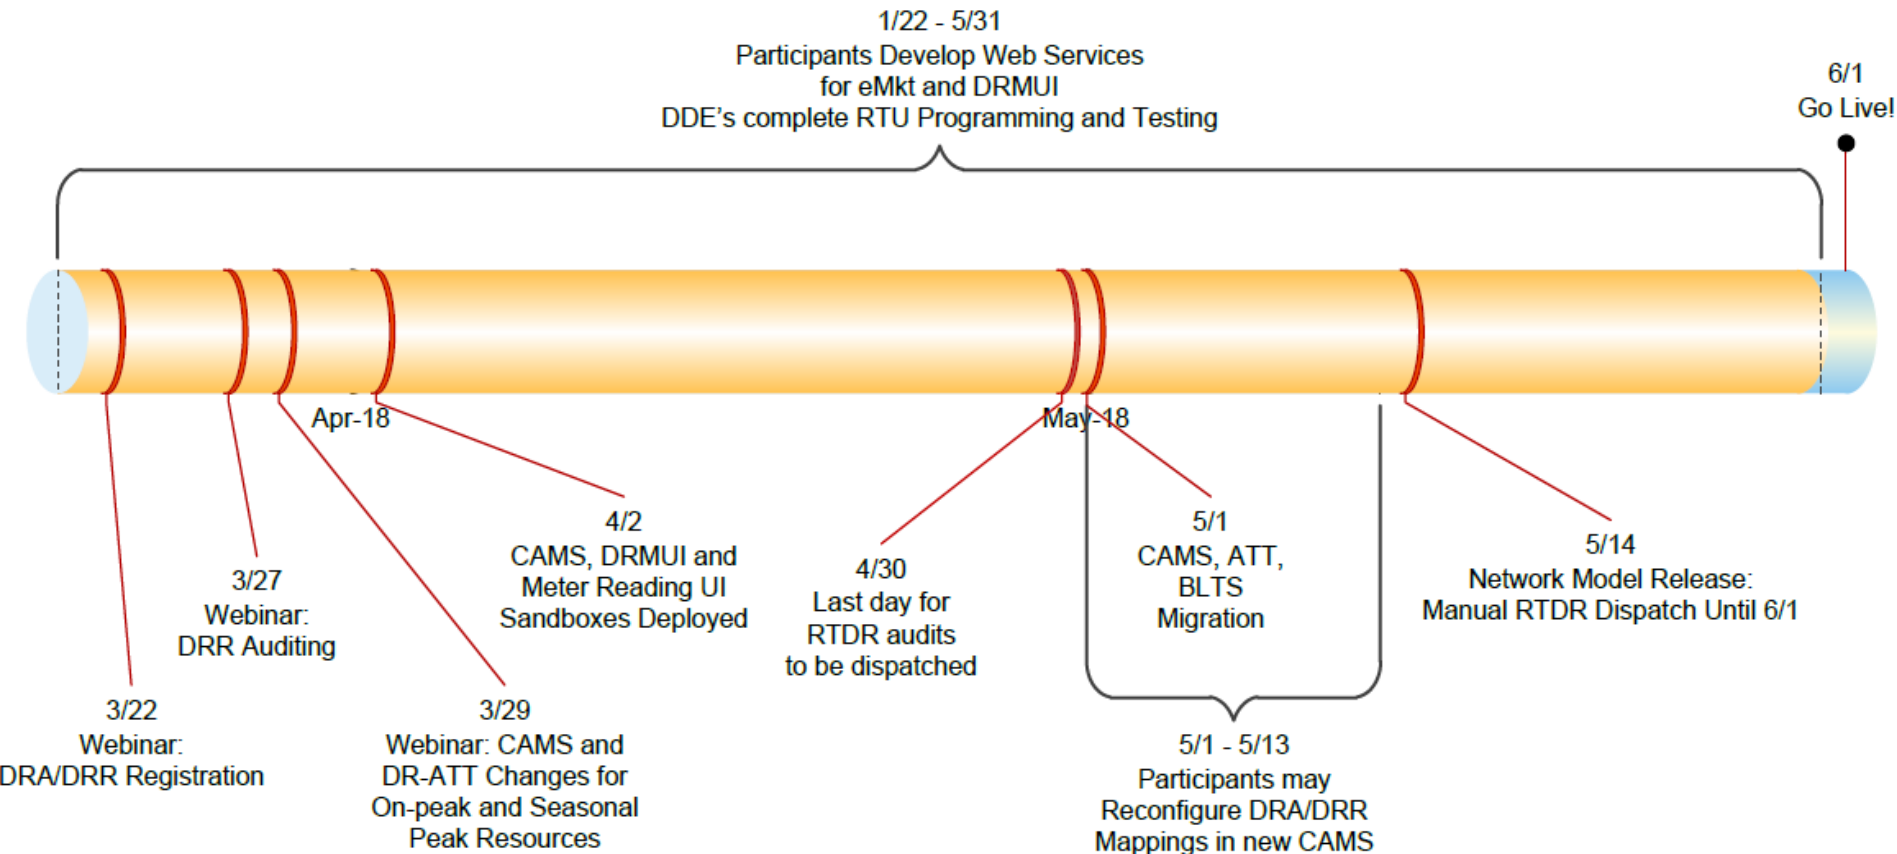 1/22 - 5/31
Participants Develop Web Services
for eMkt and DRMUI
DDE's complete RTU Programming and Testing
6/1
Go Live!
Apr-18
May-18
4/2
CAMS, DRMUI and
Meter Reading UI
Sandboxes Deployed
3/27
Webinar:
DRR Auditing
4/30
Last day for
RTDR audits
to be dispatched
5/1
CAMS, ATT,
BLTS
Migration
5/14
Network Model Release:
Manual RTDR Dispatch Until 6/1
3/22
Webinar:
DRA/DRR Registration
3/29
Webinar: CAMS and
DR-ATT Changes for
On-peak and Seasonal
Peak Resources
5/1 - 5/13
Participants may
Reconfigure DRA/DRR
Mappings in new CAMS